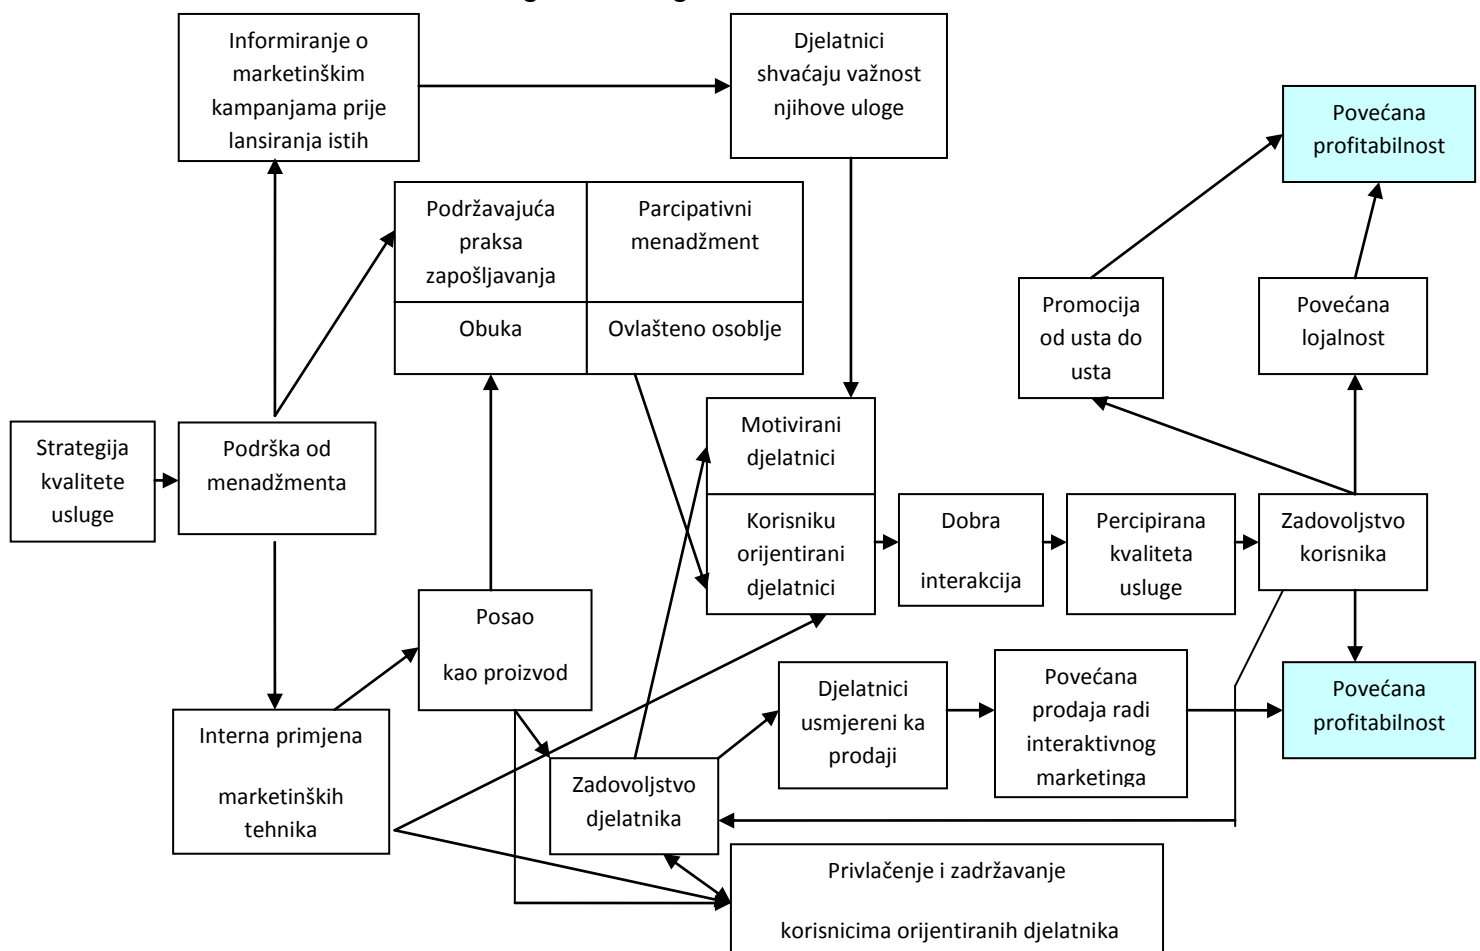 Informiranje o
marketinškim
kampanjama prije
lansiranja istih
Djelatnici
shvaćaju važnost
njihove uloge
Povećana
profitabilnost
Podržavajuća
praksa
zapošljavanja
Parcipativni
menadžment
Obuka
Ovlašteno osoblje
Promocija
od usta do
usta
Povećana
lojalnost
Strategija
kvalitete
usluge
Podrška od
menadžmenta
Motivirani
djelatnici
Korisniku
orijentirani
djelatnici
Dobra
interakcija
Percipirana
kvaliteta
usluge
Zadovoljstvo
korisnika
Posao
kao proizvod
Djelatnici
usmjereni ka
prodaji
Povećana
prodaja radi
interaktivnog
marketinga
Povećana
profitabilnost
Interna primjena
marketinških
tehnika
Zadovoljstvo
djelatnika
Privlačenje i zadržavanje
korisnicima orijentiranih djelatnika